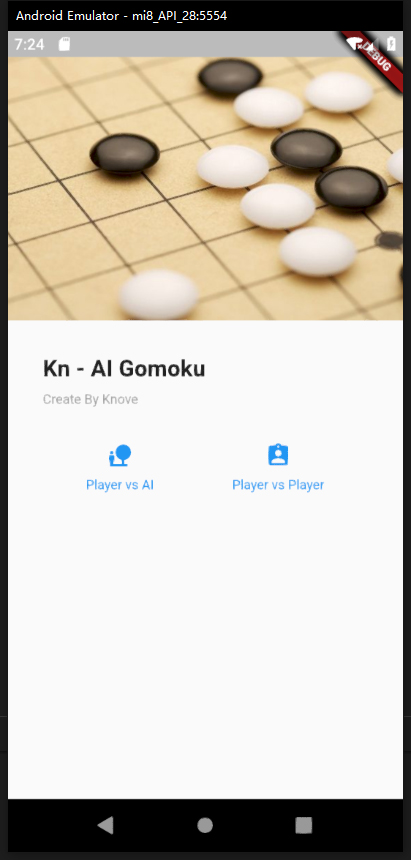 Android Emulator - mi8_API_28:5554
7:24
DEBUG
Kn - AI Gomoku
Create By Knove
Player vs AI
Player vs Player